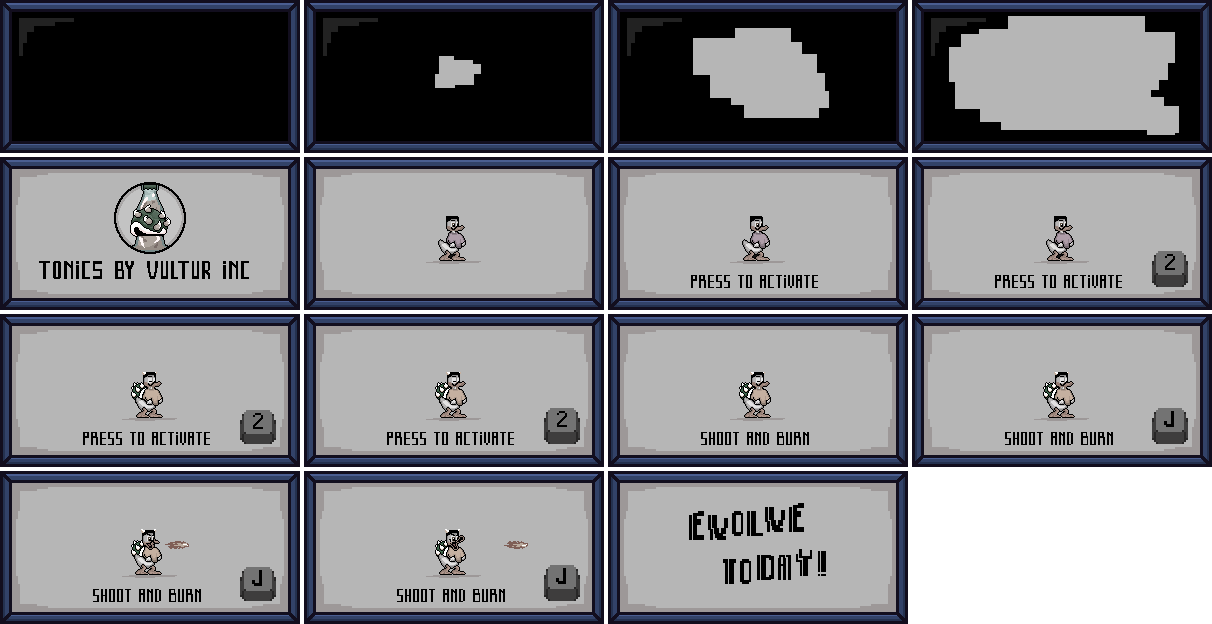 TONiCS BY VULTUR iNC
PRESS TO ACTiVATE
PRESS TO ACTiVATE
2
PRESS TO ACTiVATE
2
PRESS TO ACTiVATE
2
SHOOT AND BURN
SHOOT AND BURN
J
SHOOT AND BURN
J
SHOOT AND BURN
J
EVOLVE
TODAY!!